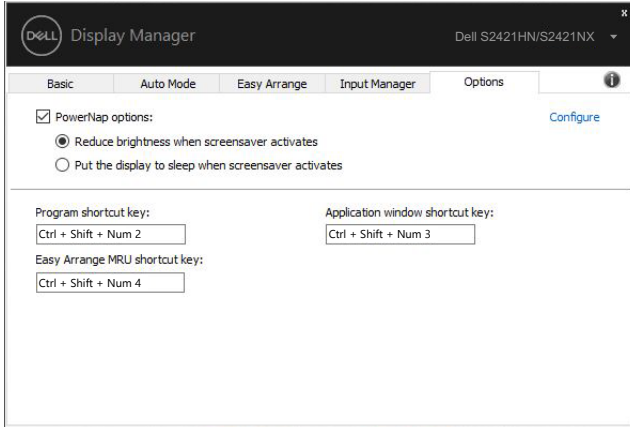 x
DELL Display Manager
Dell S2421HN/S2421NX
Basic Auto Mode Easy Arrange Input Manager Options i
PowerNap options: Configure
Reduce brightness when screensaver activates
Put the display to sleep when screensaver activates
Program shortcut key: Application window shortcut key:
Ctrl + Shift + Num 2 Ctrl + Shift + Num 3
Easy Arrange MRU shortcut key:
Ctrl + Shift + Num 4